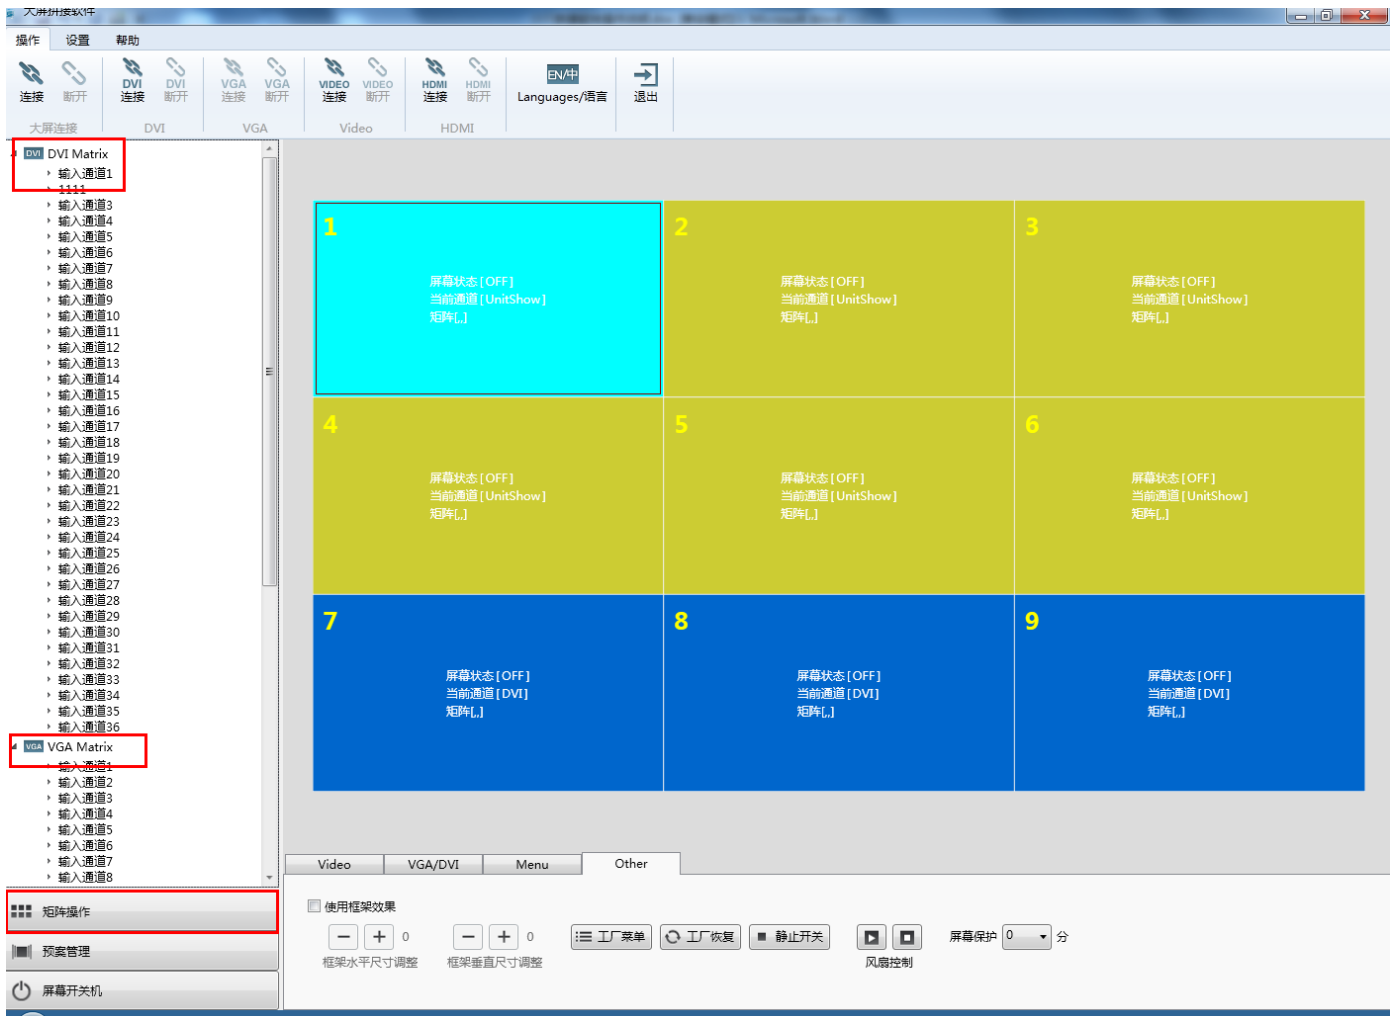 大屏拼接软件
操作 设置 帮助
DVI DVI VGA VGA VIDEO VIDEO HDMI HDMI EN/中
连接 断开 连接 断开 连接 断开 连接 断开 连接 断开 Languages/语言 退出
大屏连接 DVI VGA Video HDMI
DVI DVI Matrix
输入通道1
1111
输入通道3
输入通道4
输入通道5
输入通道6
输入通道7
输入通道8
输入通道9
输入通道10
输入通道11
输入通道12
输入通道13
输入通道14
输入通道15
输入通道16
输入通道17
输入通道18
输入通道19
输入通道20
输入通道21
输入通道22
输入通道23
输入通道24
输入通道25
输入通道26
输入通道27
输入通道28
输入通道29
输入通道30
输入通道31
输入通道32
输入通道33
输入通道34
输入通道35
输入通道36
VGA VGA Matrix
输入通道1
输入通道2
输入通道3
输入通道4
输入通道5
输入通道6
输入通道7
输入通道8
矩阵操作
预案管理
屏幕开关机
1
屏幕状态[OFF]
当前通道[UnitShow]
矩阵[,,]
2
屏幕状态[OFF]
当前通道[UnitShow]
矩阵[,,]
3
屏幕状态[OFF]
当前通道[UnitShow]
矩阵[,,]
4
屏幕状态[OFF]
当前通道[UnitShow]
矩阵[,,]
5
屏幕状态[OFF]
当前通道[UnitShow]
矩阵[,,]
6
屏幕状态[OFF]
当前通道[UnitShow]
矩阵[,,]
7
屏幕状态[OFF]
当前通道[DVI]
矩阵[,,]
8
屏幕状态[OFF]
当前通道[DVI]
矩阵[,,]
9
屏幕状态[OFF]
当前通道[DVI]
矩阵[,,]
Video VGA/DVI Menu Other
使用框架效果
0 0 工厂菜单 工厂恢复 静止开关 屏幕保护 0 分
框架水平尺寸调整 框架垂直尺寸调整 风扇控制